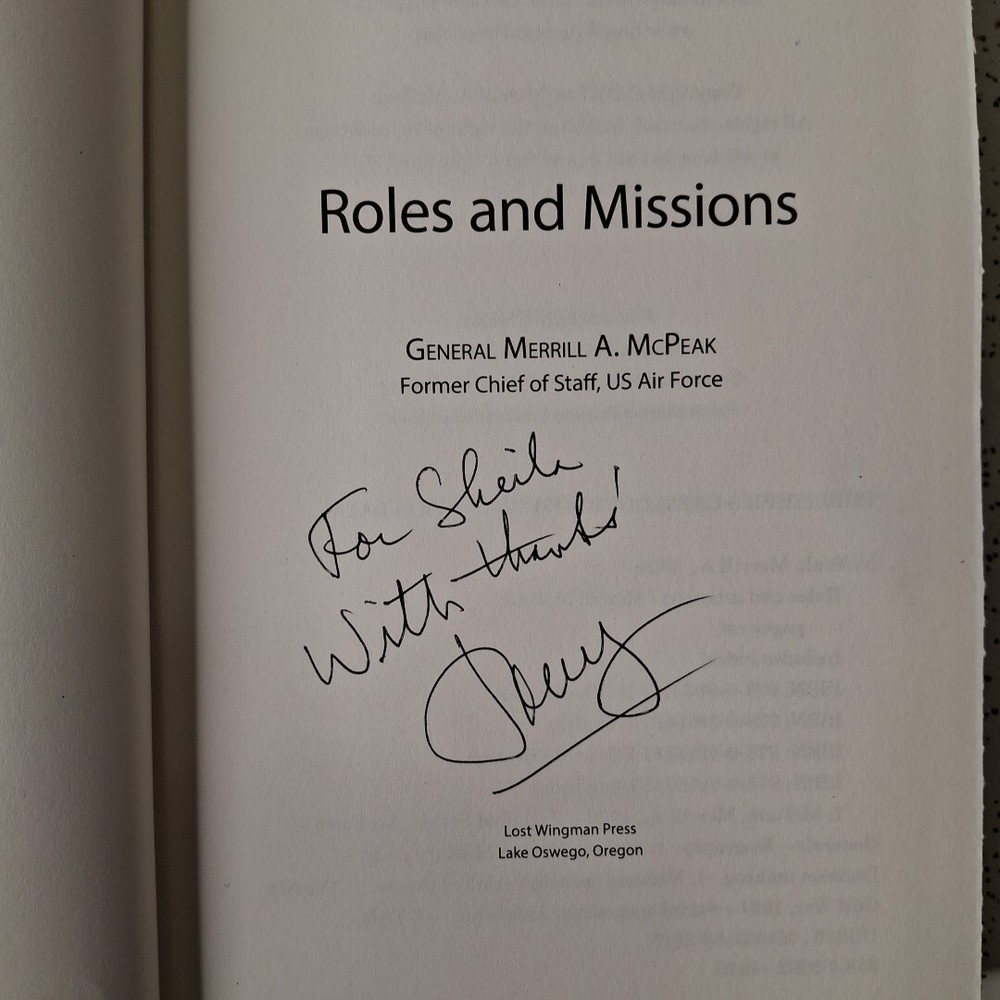 Roles and Missions
GENERAL MERRILL A. MCPEAK
Former Chief of Staff, US Air Force
For Sheila
With thanks!
Tony
Lost Wingman Press
Lake Oswego, Oregon